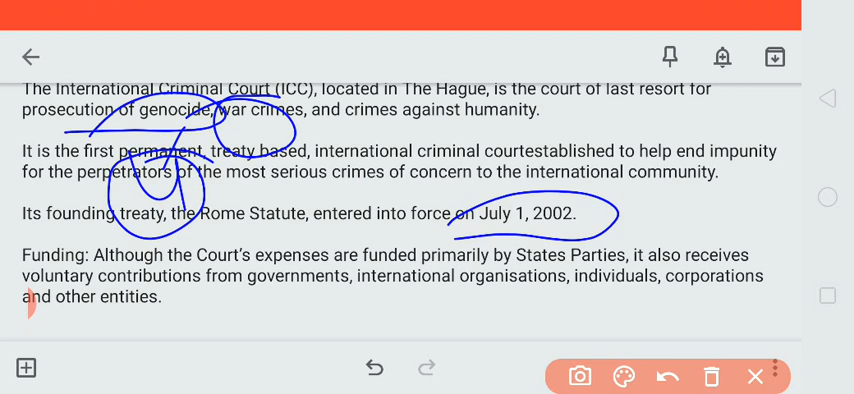 The International Criminal Court (ICC), located in The Hague, is the court of last resort for
prosecution of genocide, war crimes, and crimes against humanity.
It is the first permanent, treaty based, international criminal courtestablished to help end impunity
for the perpetrators of the most serious crimes of concern to the international community.
Its founding treaty, the Rome Statute, entered into force on July 1, 2002.
Funding: Although the Court's expenses are funded primarily by States Parties, it also receives
voluntary contributions from governments, international organisations, individuals, corporations
and other entities.